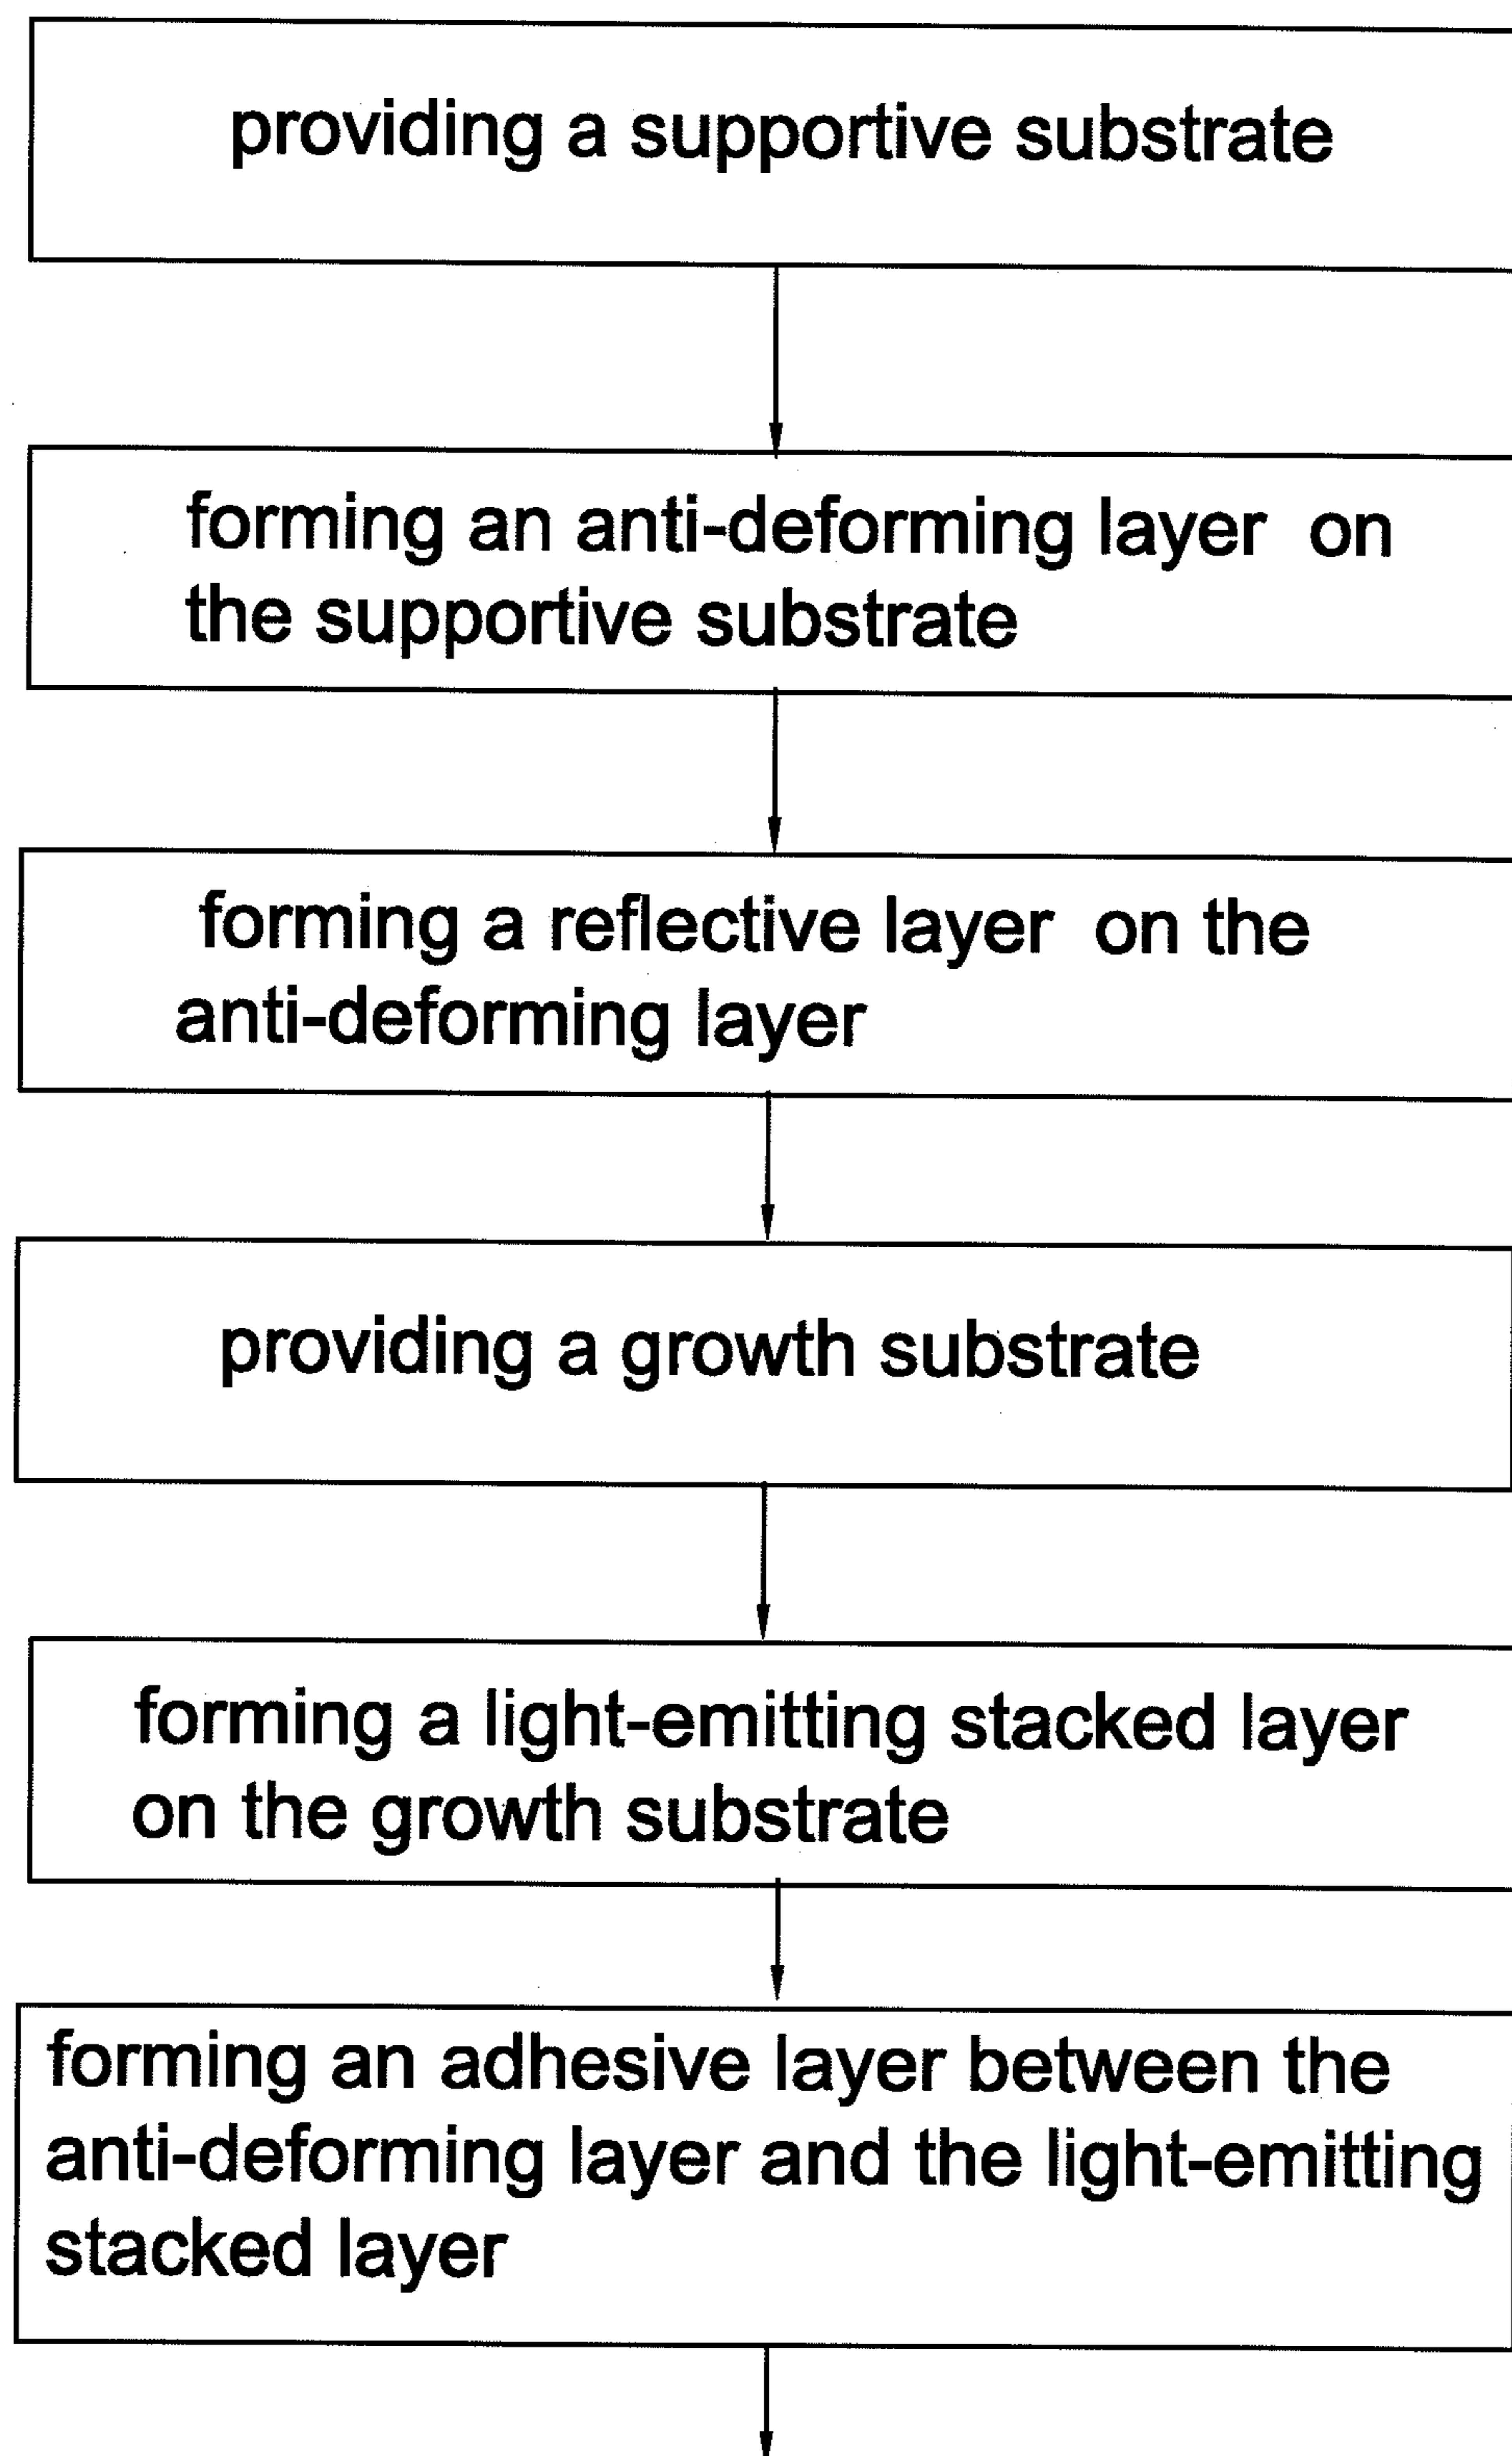 providing a supportive substrate
forming an anti-deforming layer on
the supportive substrate
forming a reflective layer on the
anti-deforming layer
providing a growth substrate
forming a light-emitting stacked layer
on the growth substrate
forming an adhesive layer between the
anti-deforming layer and the light-emitting
stacked layer